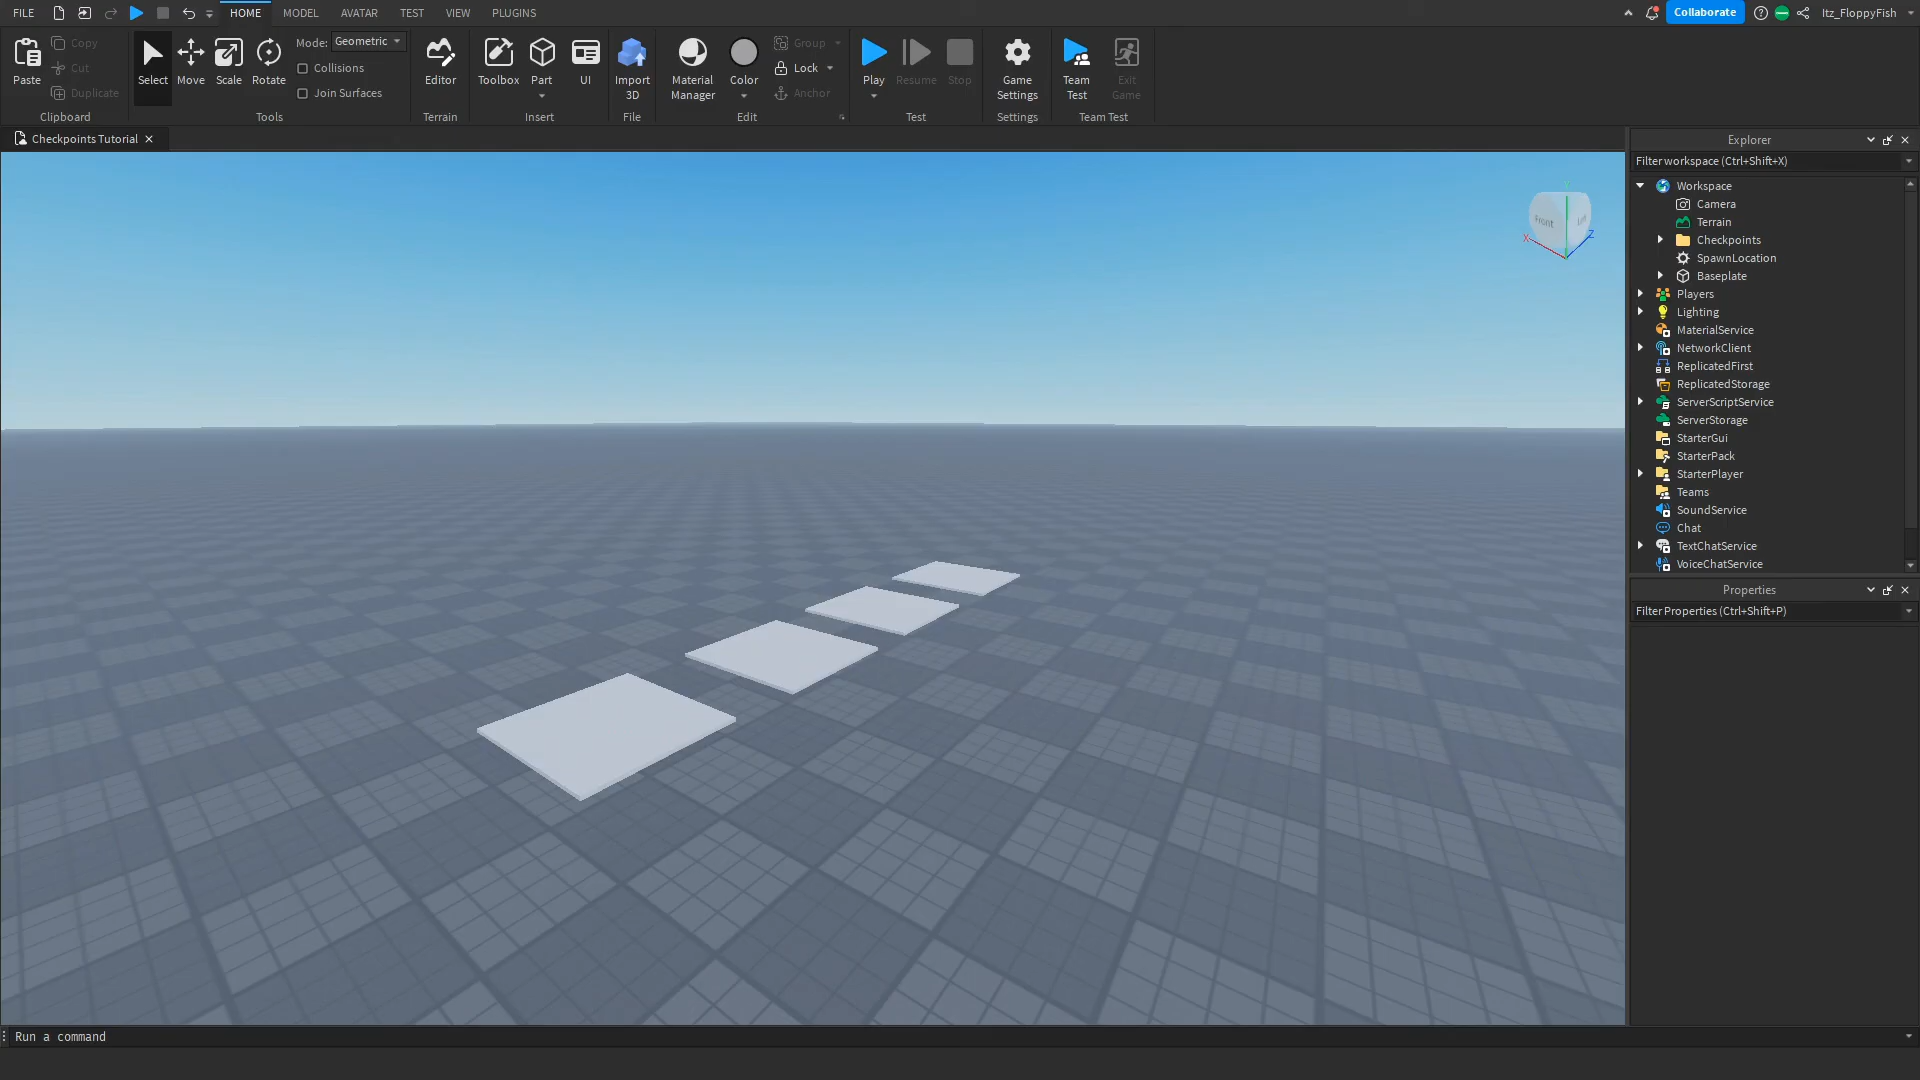 FILE
HOME
MODEL
AVATAR
TEST
VIEW
PLUGINS
Collaborate
Itz_FloppyFish
Paste
Copy
Cut
Duplicate
Clipboard
Select
Move
Scale
Rotate
Mode: Geometric
Collisions
Join Surfaces
Tools
Editor
Terrain
Toolbox
Part
UI
Insert
Import
3D
File
Material
Manager
Color
Group
Lock
Anchor
Edit
Play
Resume
Stop
Test
Game
Settings
Settings
Team
Test
Exit
Game
Team Test
Checkpoints Tutorial
Front
X
Z
Explorer
Filter workspace (Ctrl+Shift+X)
Workspace
Camera
Terrain
Checkpoints
SpawnLocation
Baseplate
Players
Lighting
MaterialService
NetworkClient
ReplicatedFirst
ReplicatedStorage
ServerScriptService
ServerStorage
StarterGui
StarterPack
StarterPlayer
Teams
SoundService
Chat
TextChatService
VoiceChatService
Properties
Filter Properties (Ctrl+Shift+P)
Run a command